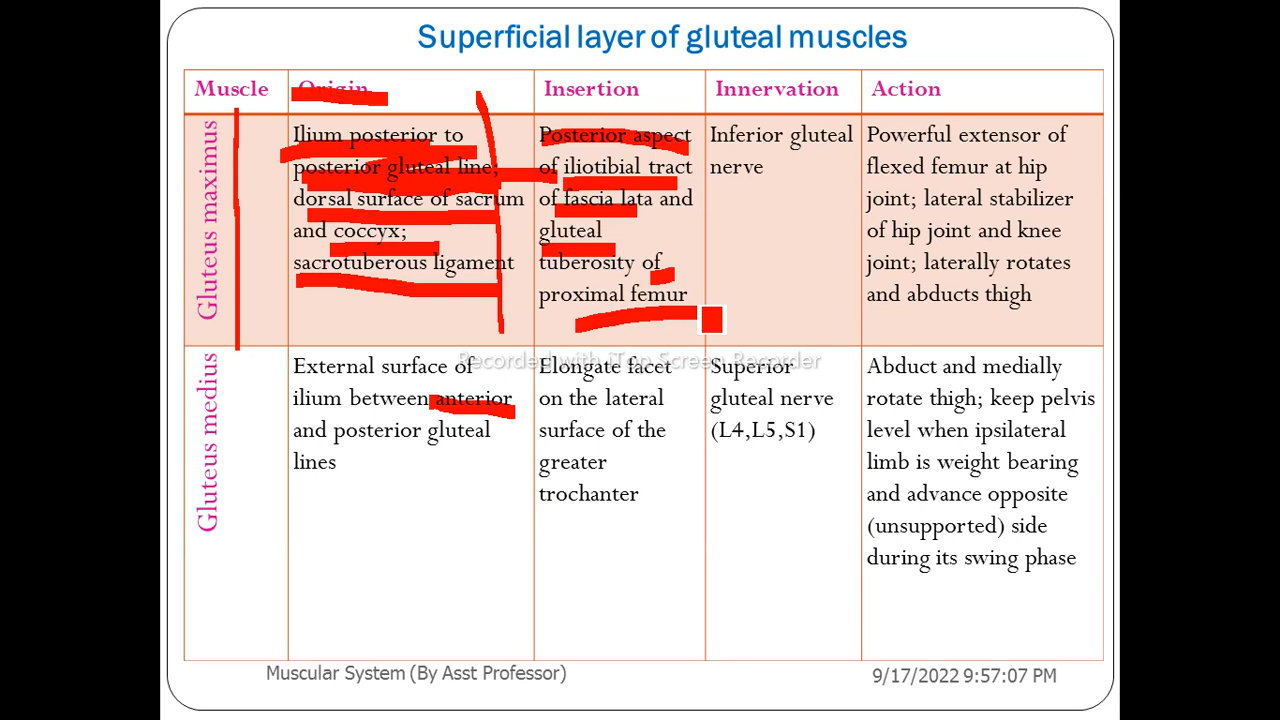 Superficial layer of gluteal muscles
Muscle
Origin
Insertion
Innervation
Action
Gluteus maximus
Ilium posterior to
posterior gluteal line;
dorsal surface of sacrum
and coccyx;
sacrotuberous ligament
Posterior aspect
of iliotibial tract
of fascia lata and
gluteal
tuberosity of
proximal femur
Inferior gluteal
nerve
Powerful extensor of
flexed femur at hip
joint; lateral stabilizer
of hip joint and knee
joint; laterally rotates
and abducts thigh
Recorded with iTop Screen Recorder
Gluteus medius
External surface of
ilium between anterior
and posterior gluteal
lines
Elongate facet
on the lateral
surface of the
greater
trochanter
Superior
gluteal nerve
(L4,L5,S1)
Abduct and medially
rotate thigh; keep pelvis
level when ipsilateral
limb is weight bearing
and advance opposite
(unsupported) side
during its swing phase
Muscular System (By Asst Professor)
9/17/2022 9:57:07 PM